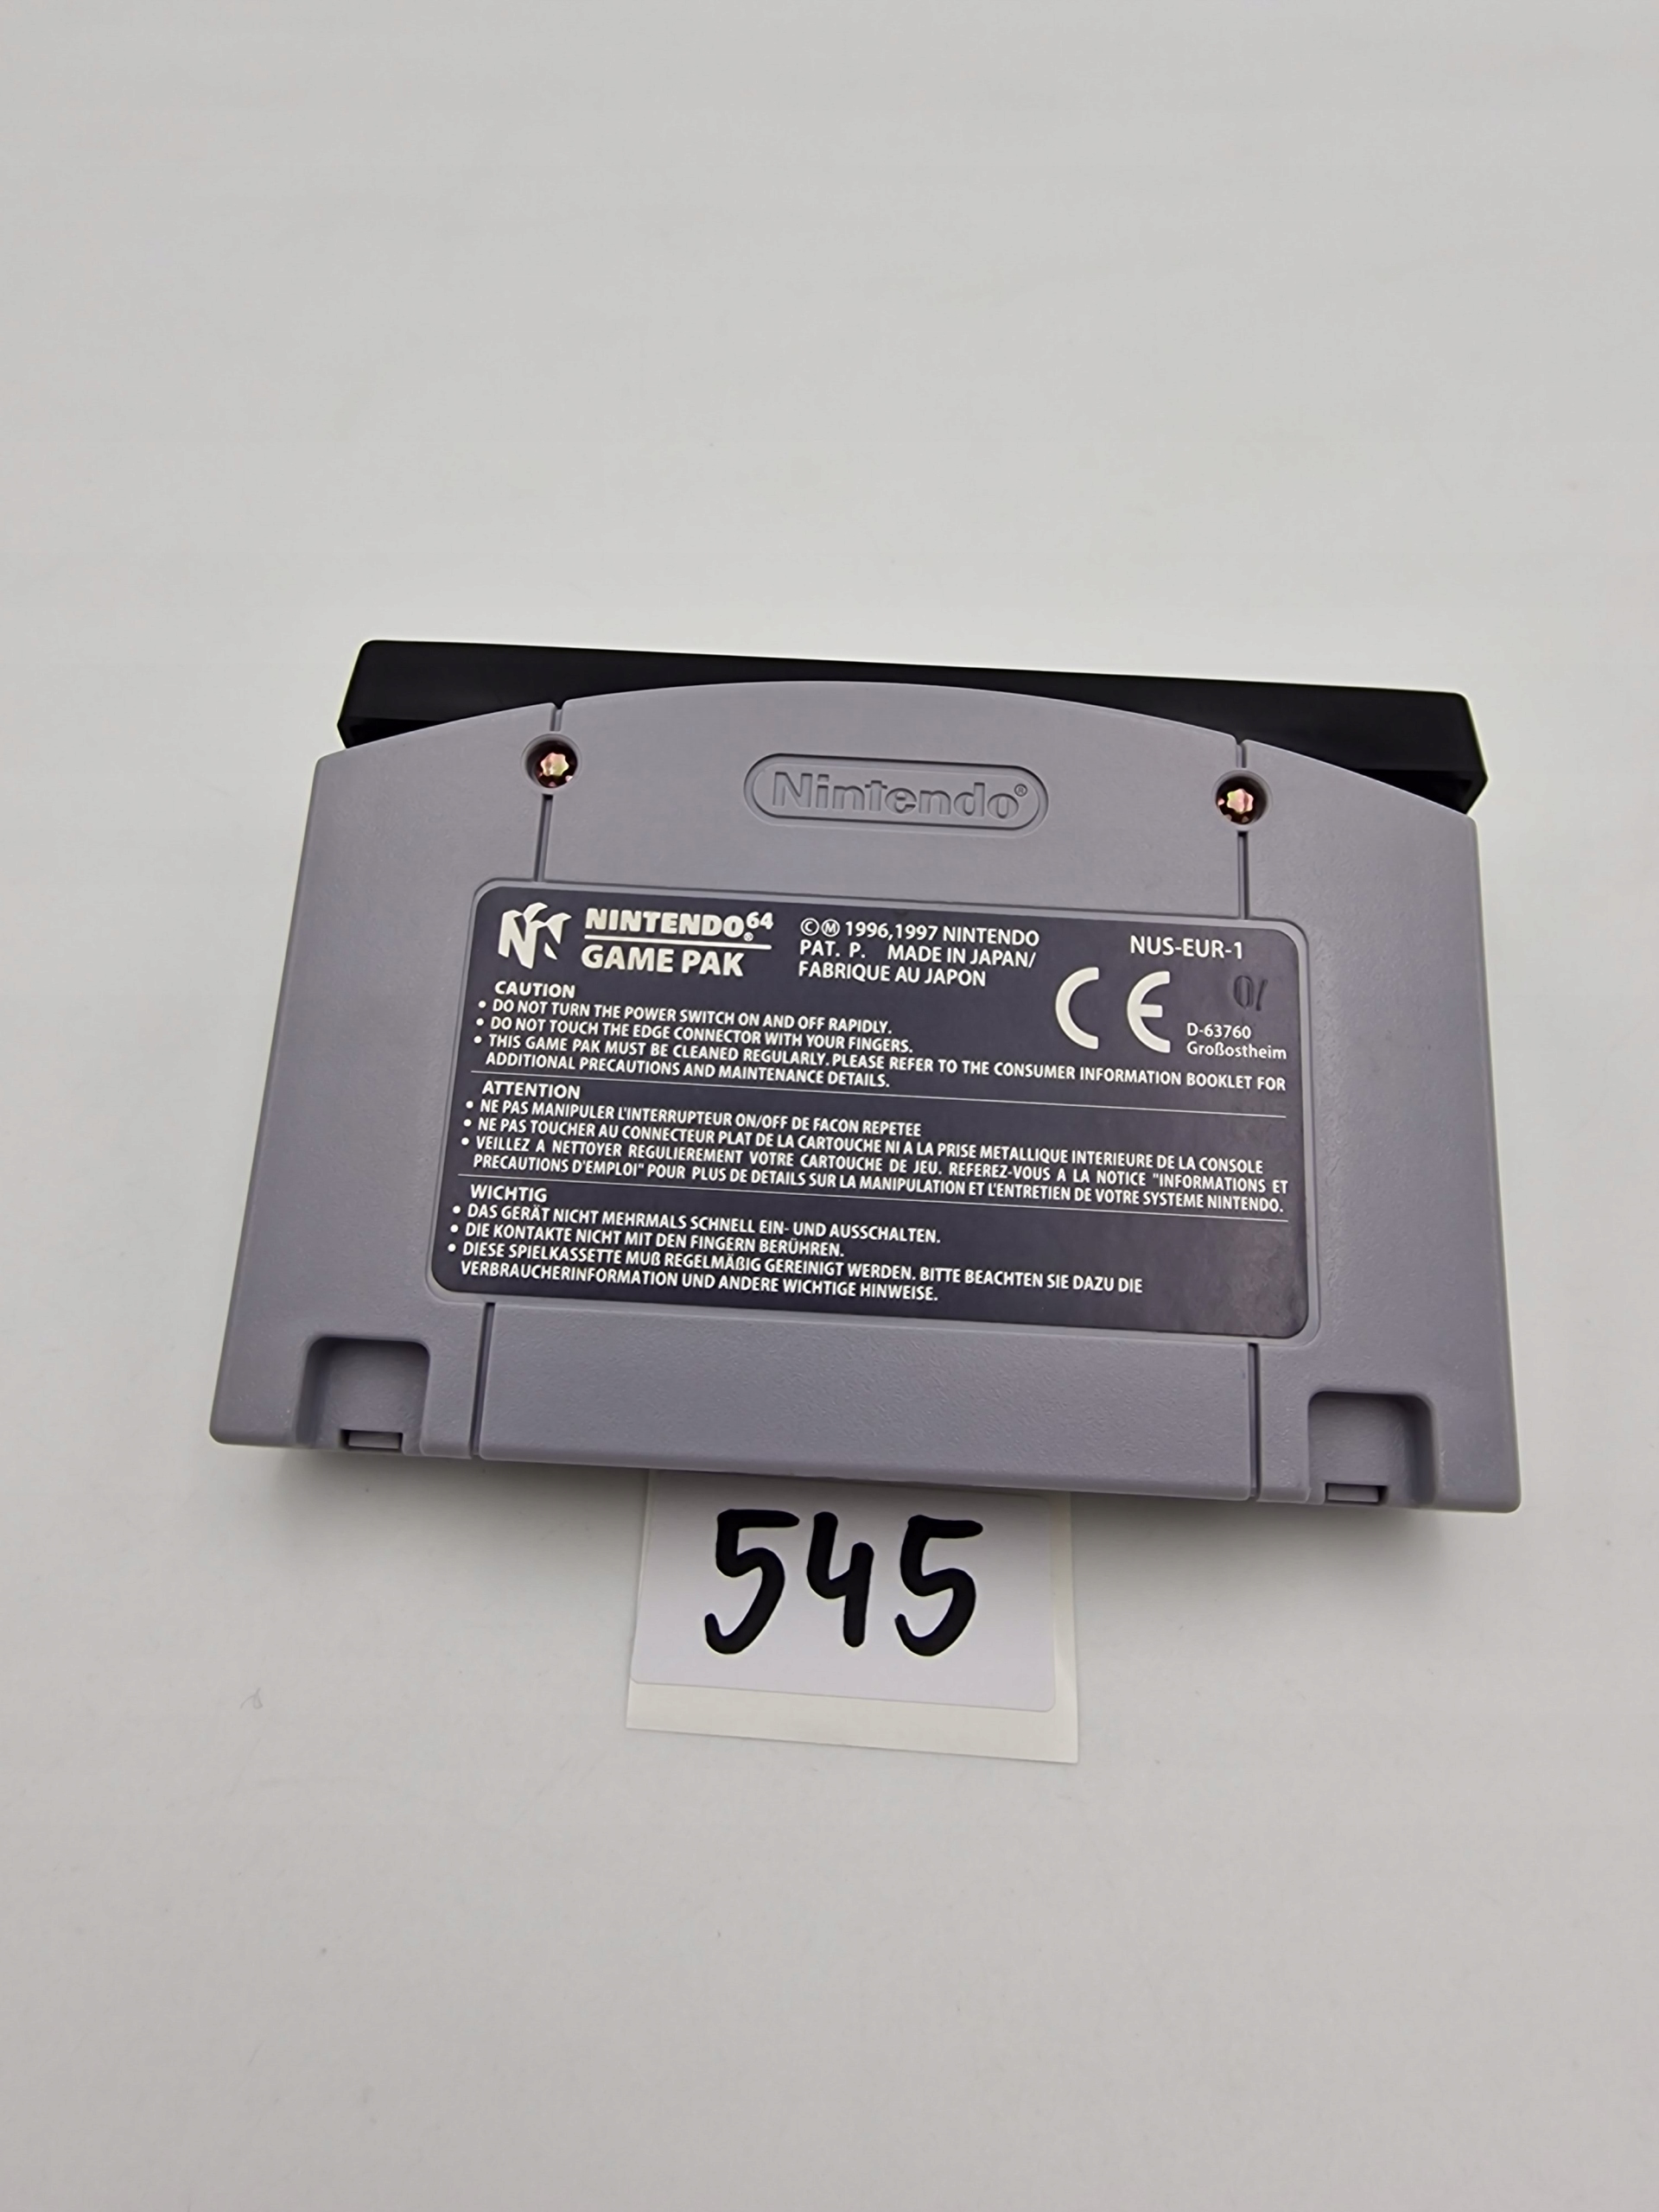 Nintendo®
NINTENDO64®
GAME PAK
©Ⓜ 1996,1997 NINTENDO
PAT. P. MADE IN JAPAN/
FABRIQUE AU JAPON
NUS-EUR-1
CE
D-63760
Großostheim
CAUTION
• DO NOT TURN THE POWER SWITCH ON AND OFF RAPIDLY.
• DO NOT TOUCH THE EDGE CONNECTOR WITH YOUR FINGERS.
• THIS GAME PAK MUST BE CLEANED REGULARLY. PLEASE REFER TO THE CONSUMER INFORMATION BOOKLET FOR
ADDITIONAL PRECAUTIONS AND MAINTENANCE DETAILS.
ATTENTION
• NE PAS MANIPULER L'INTERRUPTEUR ON/OFF DE FACON REPETEE
• NE PAS TOUCHER AU CONNECTEUR PLAT DE LA CARTOUCHE NI A LA PRISE METALLIQUE INTERIEURE DE LA CONSOLE
• VEILLEZ A NETTOYER REGULIEREMENT VOTRE CARTOUCHE DE JEU. REFEREZ-VOUS A LA NOTICE "INFORMATIONS ET
PRECAUTIONS D'EMPLOI" POUR PLUS DE DETAILS SUR LA MANIPULATION ET L'ENTRETIEN DE VOTRE SYSTEME NINTENDO.
WICHTIG
• DAS GERÄT NICHT MEHRMALS SCHNELL EIN- UND AUSSCHALTEN.
• DIE KONTAKTE NICHT MIT DEN FINGERN BERÜHREN.
• DIESE SPIELKASSETTE MUß REGELMÄßIG GEREINIGT WERDEN. BITTE BEACHTEN SIE DAZU DIE
VERBRAUCHERINFORMATION UND ANDERE WICHTIGE HINWEISE.
545